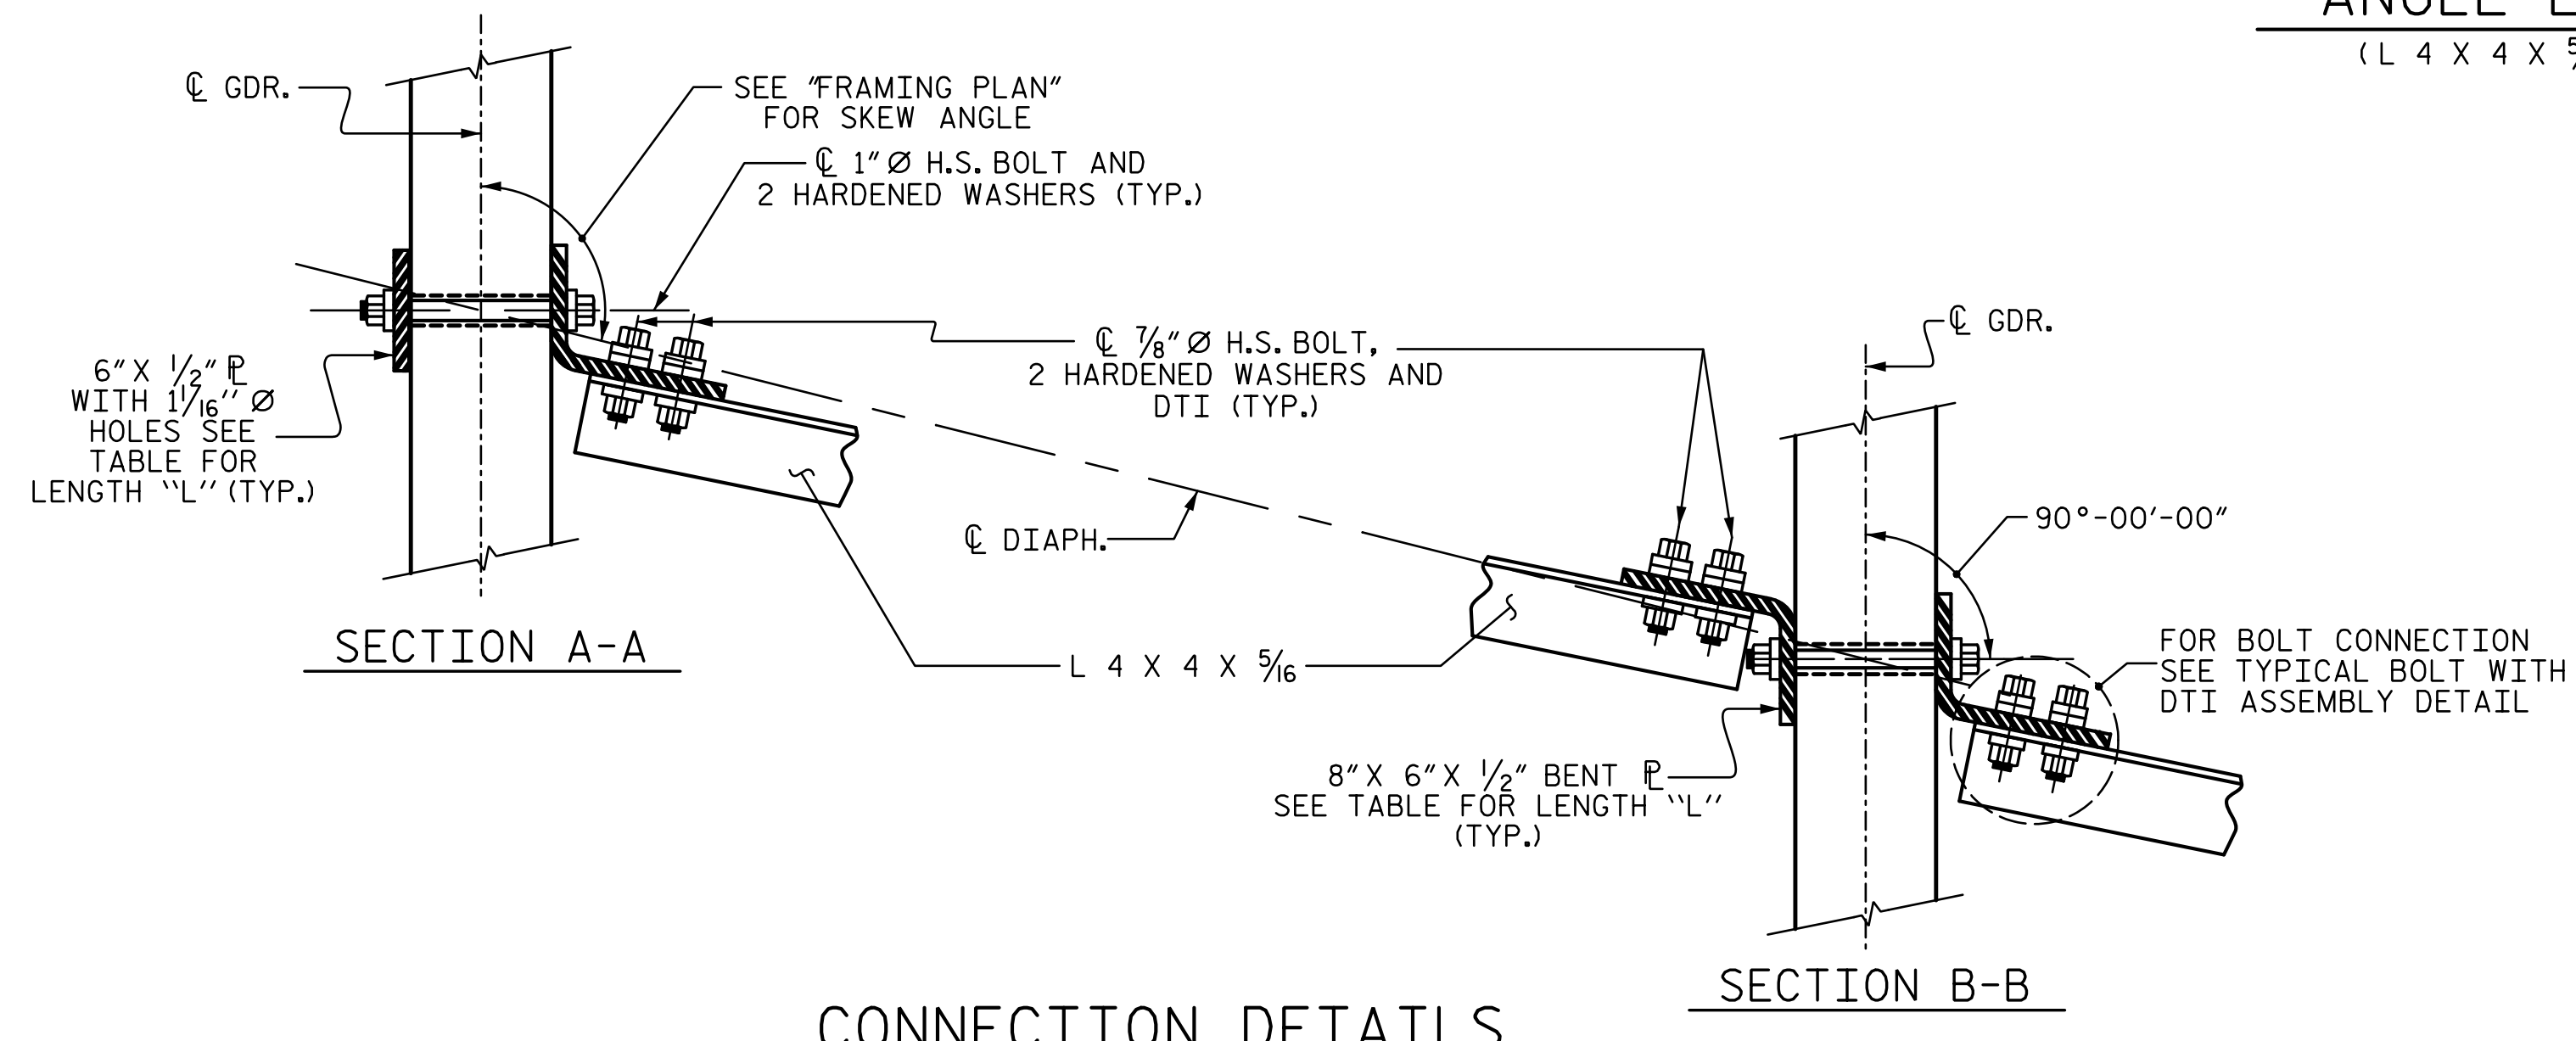 (L 4 X 4 X
℄ GDR.
SEE "FRAMING PLAN"
FOR SKEW ANGLE
℄ 1" Ø H.S. BOLT AND
2 HARDENED WASHERS (TYP.)
6" X 1/2" ℙL
WITH 1 1/16" Ø
HOLES SEE
TABLE FOR
LENGTH "L" (TYP.)
℄ 7/8" Ø H.S. BOLT,
2 HARDENED WASHERS AND
DTI (TYP.)
℄ GDR.
℄ DIAPH.
90°-00'-00"
L 4 X 4 X 5/16
FOR BOLT CONNECTION
SEE TYPICAL BOLT WITH
DTI ASSEMBLY DETAIL
8" X 6" X 1/2" BENT ℙL
SEE TABLE FOR LENGTH "L"
(TYP.)
SECTION A-A
SECTION B-B
CONNECTION DETAILS